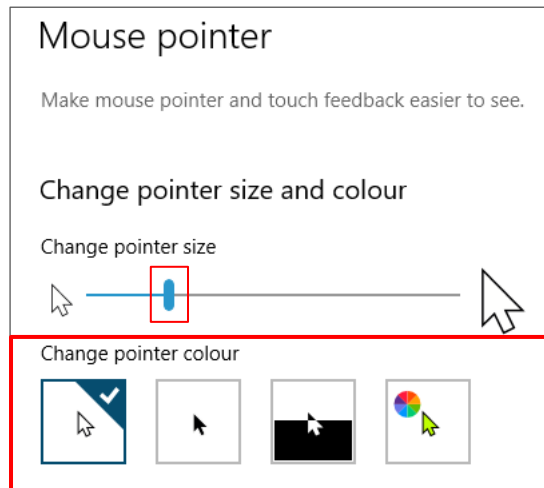 Mouse pointer
Make mouse pointer and touch feedback easier to see.
Change pointer size and colour
Change pointer size
Change pointer colour